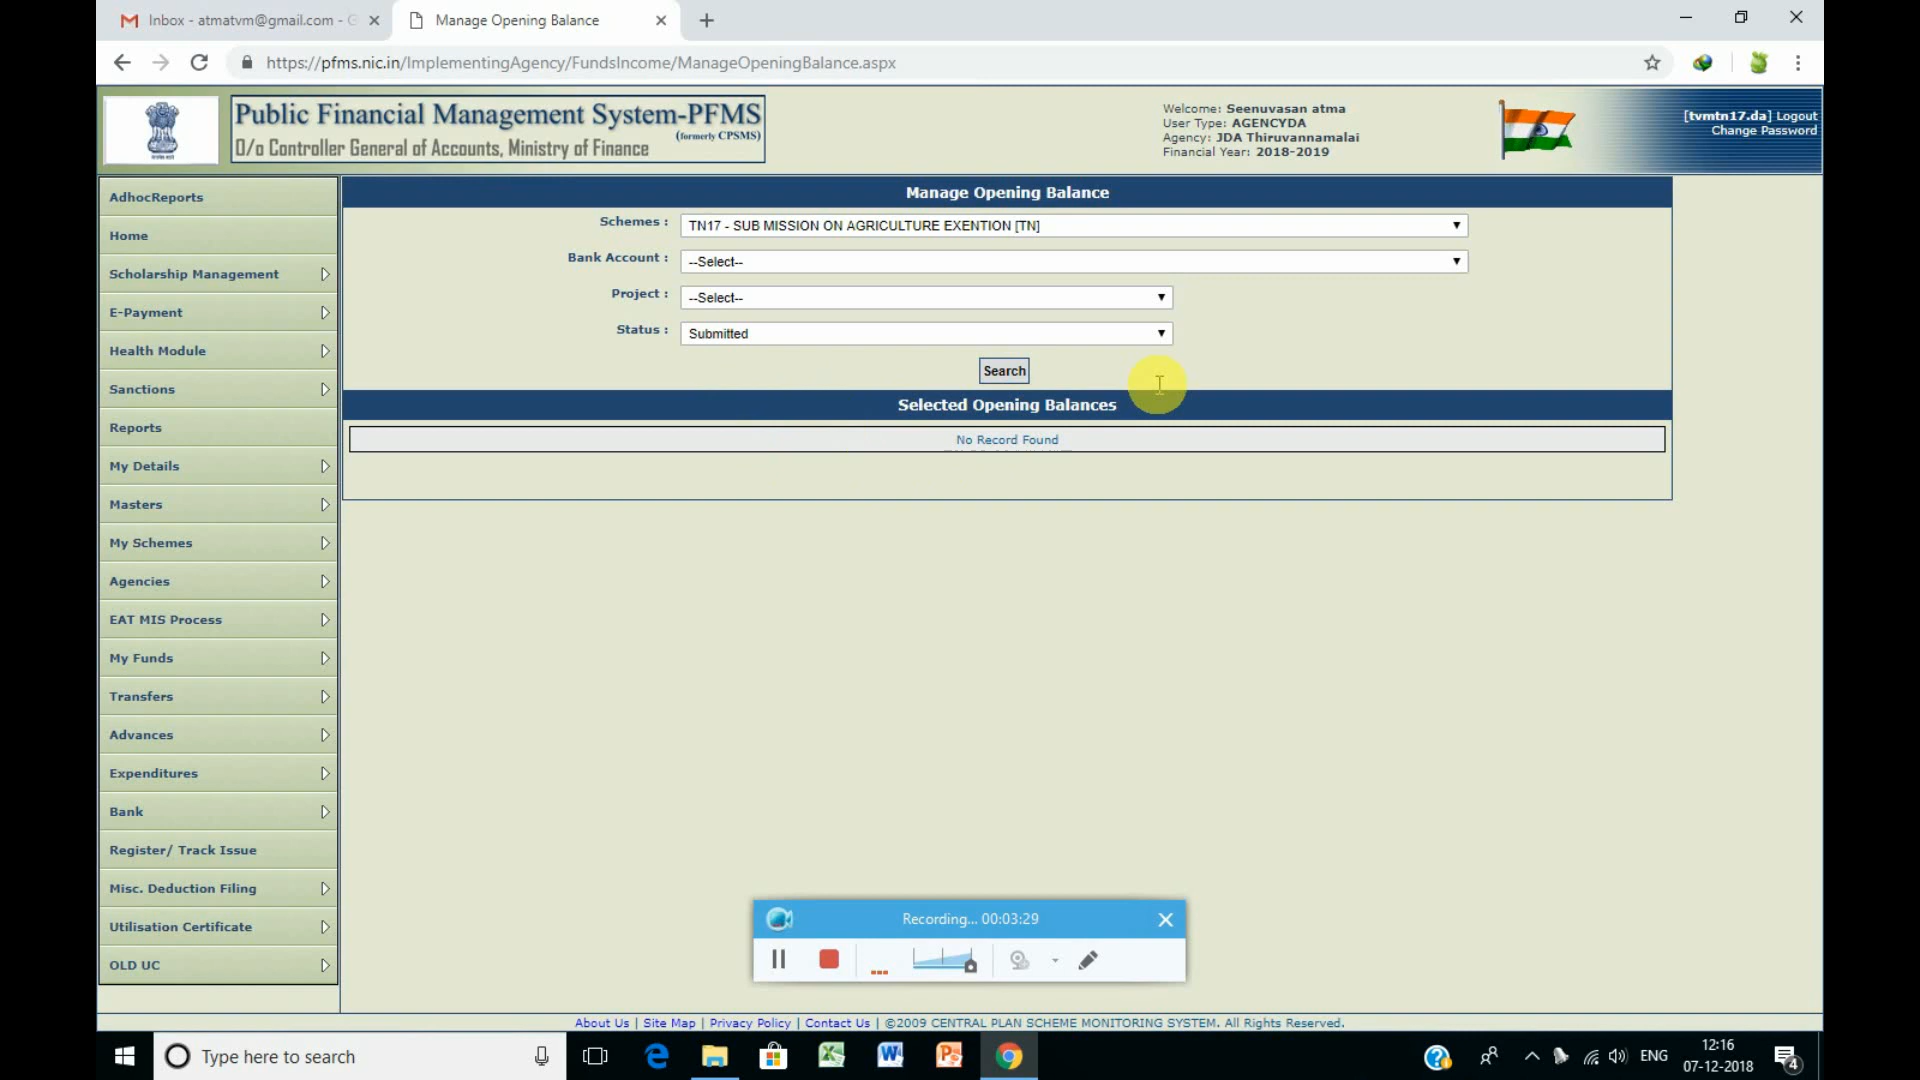 Inbox - atmatvm@gmail.com - G
Manage Opening Balance
https://pfms.nic.in/ImplementingAgency/FundsIncome/ManageOpeningBalance.aspx
Public Financial Management System-PFMS
(formerly CPSMS)
O/o Controller General of Accounts, Ministry of Finance
Welcome: Seenuvasan atma
User Type: AGENCYDA
Agency: JDA Thiruvannamalai
Financial Year: 2018-2019
[tvmtn17.da] Logout
Change Password
AdhocReports
Home
Scholarship Management
E-Payment
Health Module
Sanctions
Reports
My Details
Masters
My Schemes
Agencies
EAT MIS Process
My Funds
Transfers
Advances
Expenditures
Bank
Register/ Track Issue
Misc. Deduction Filing
Utilisation Certificate
OLD UC
Manage Opening Balance
Schemes : TN17 - SUB MISSION ON AGRICULTURE EXENTION [TN]
Bank Account : --Select--
Project : --Select--
Status : Submitted
Search
Selected Opening Balances
No Record Found
Recording... 00:03:29
About Us | Site Map | Privacy Policy | Contact Us | ©2009 CENTRAL PLAN SCHEME MONITORING SYSTEM. All Rights Reserved.
Type here to search
ENG
12:16
07-12-2018
4